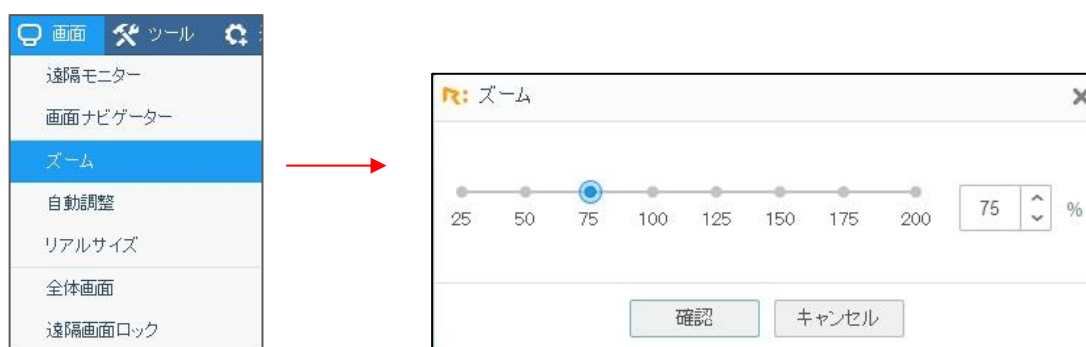 画面 ツール
遠隔モニター
画面ナビゲーター
ズーム
自動調整
リアルサイズ
全体画面
遠隔画面ロック
R: ズーム
25 50 75 100 125 150 175 200 75 %
確認 キャンセル